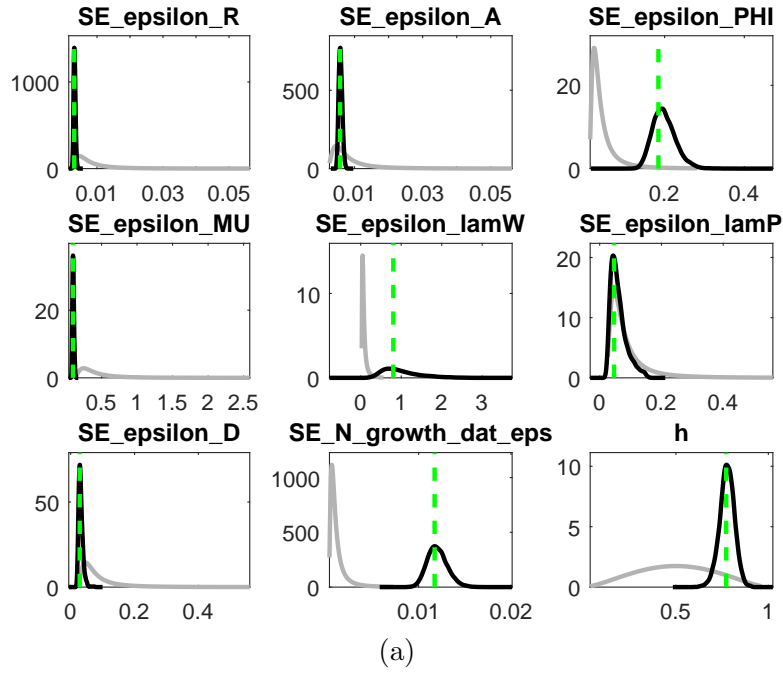 SE_epsilon_R SE_epsilon_A SE_epsilon_PHI
1000
0
0.01 0.03 0.05
500
0
0.01 0.03 0.05
20
0
0.2 0.4
SE_epsilon_MU SE_epsilon_lamW SE_epsilon_lamP
20
0
0.5 1 1.5 2 2.5
10
0
0 1 2 3
20
10
0
0 0.2 0.4
SE_epsilon_D SE_N_growth_dat_eps h
50
0
0 0.2 0.4
1000
500
0
0.01 0.02
10
5
0
0.5 1
(a)